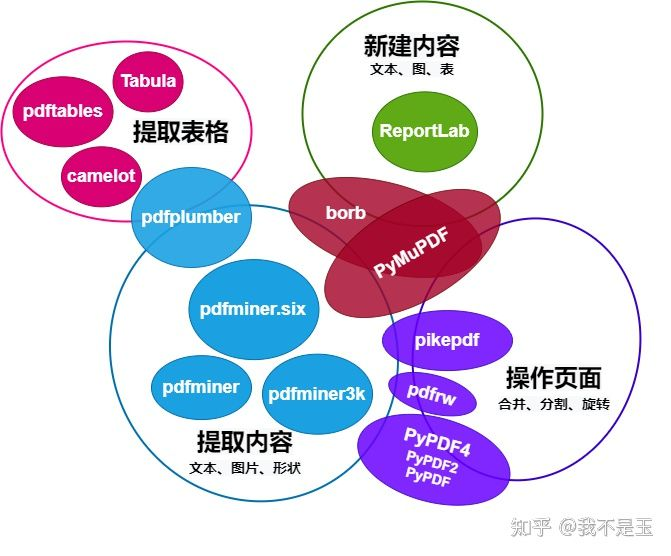 新建内容
文本、图、表
ReportLab
Tabula
pdftables
提取表格
camelot
pdfplumber
borb
PyMuPDF
pdfminer.six
pikepdf
pdfminer
pdfminer3k
pdfrw
操作页面
合并、分割、旋转
提取内容
文本、图片、形状
PyPDF4
PyPDF2
PyPDF
知乎 @我不是玉